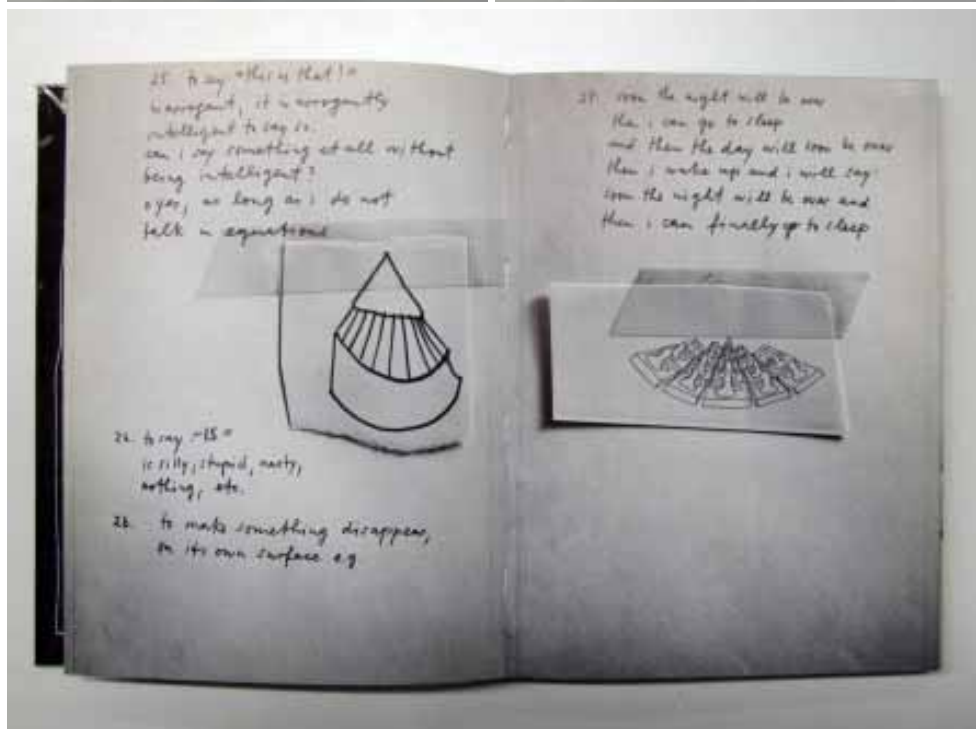 25. to say "this is that!"
is arrogant, it is arrogantly
intelligent to say so.
can i say something at all without
being intelligent?
o yes, as long as i do not
talk in equations
to say "is"
is silly, stupid, nasty,
nothing, etc.
to make something disappear,
on its own surface e.g
soon the night will be over
then i can go to sleep
and then the day will soon be over
then i wake up and i will say:
soon the night will be over and
then i can finally go to sleep